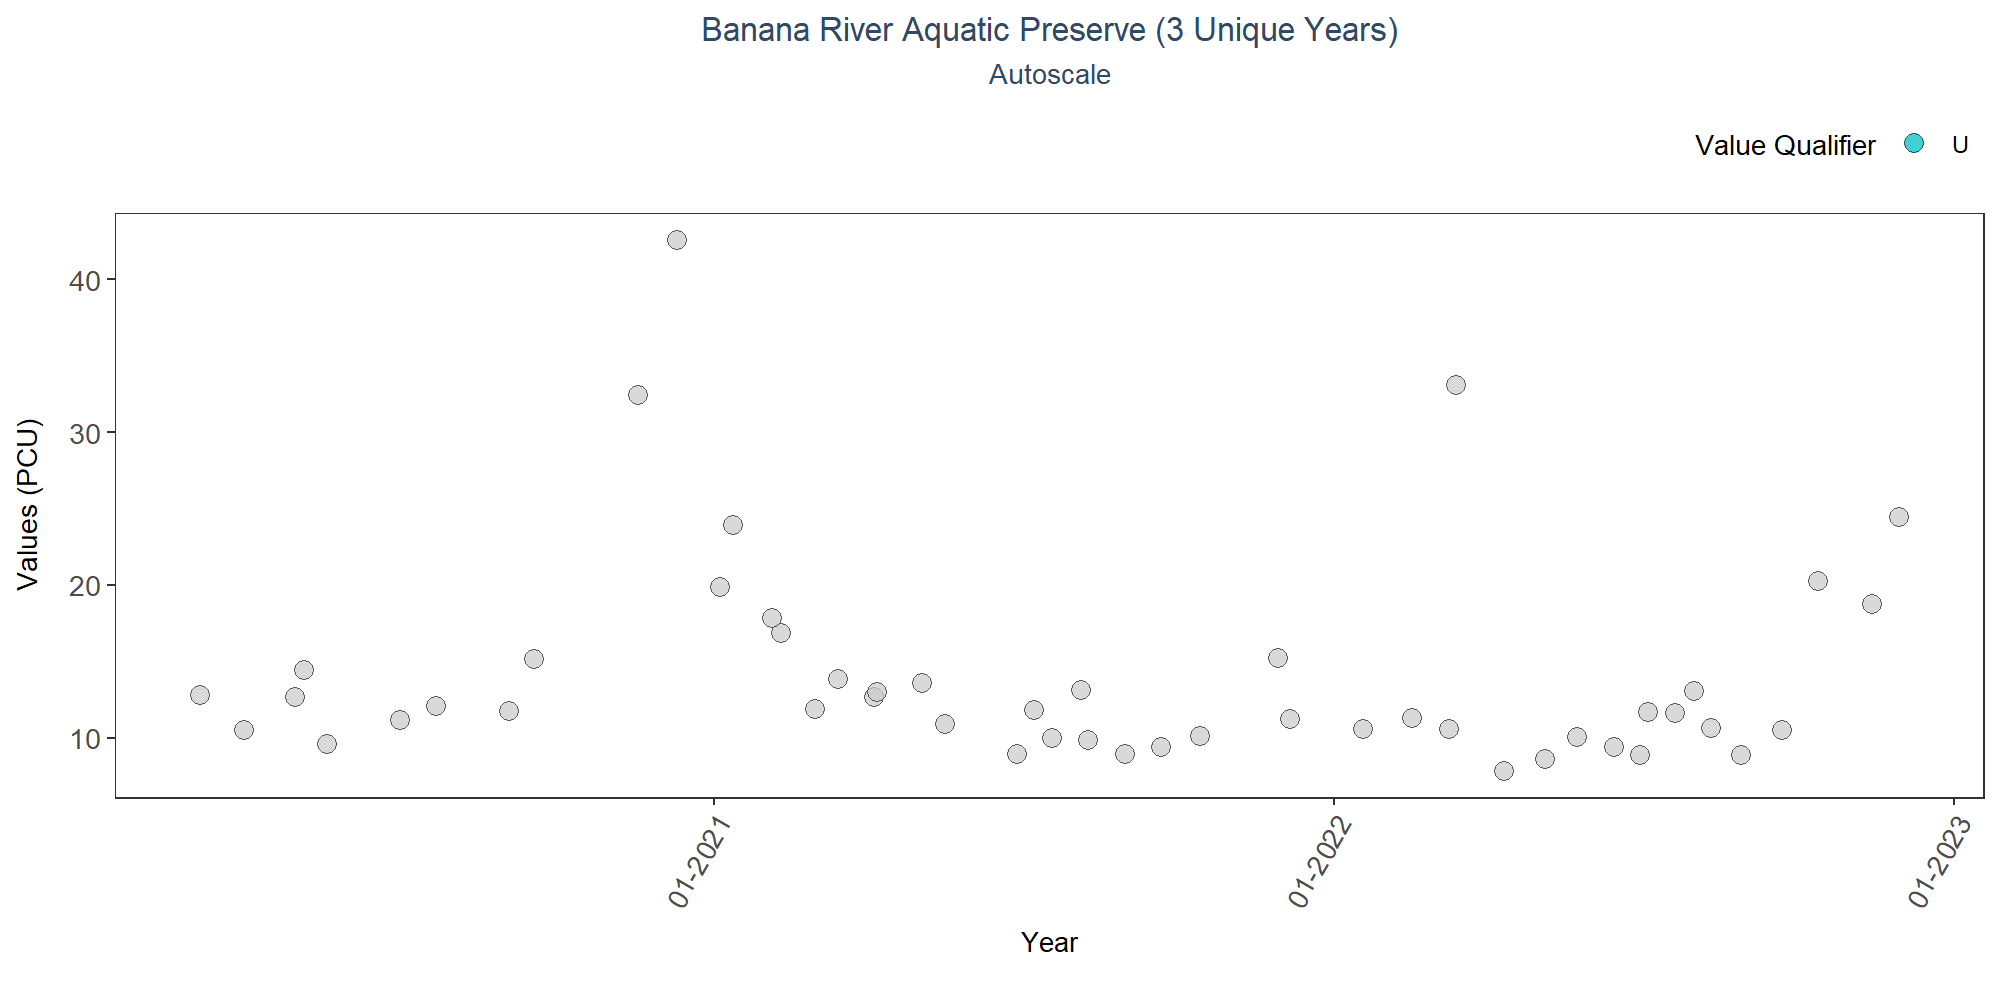 Banana River Aquatic Preserve (3 Unique Years)
Autoscale
Value Qualifier U
Values (PCU)
40
30
20
10
01-2021
01-2022
01-2023
Year